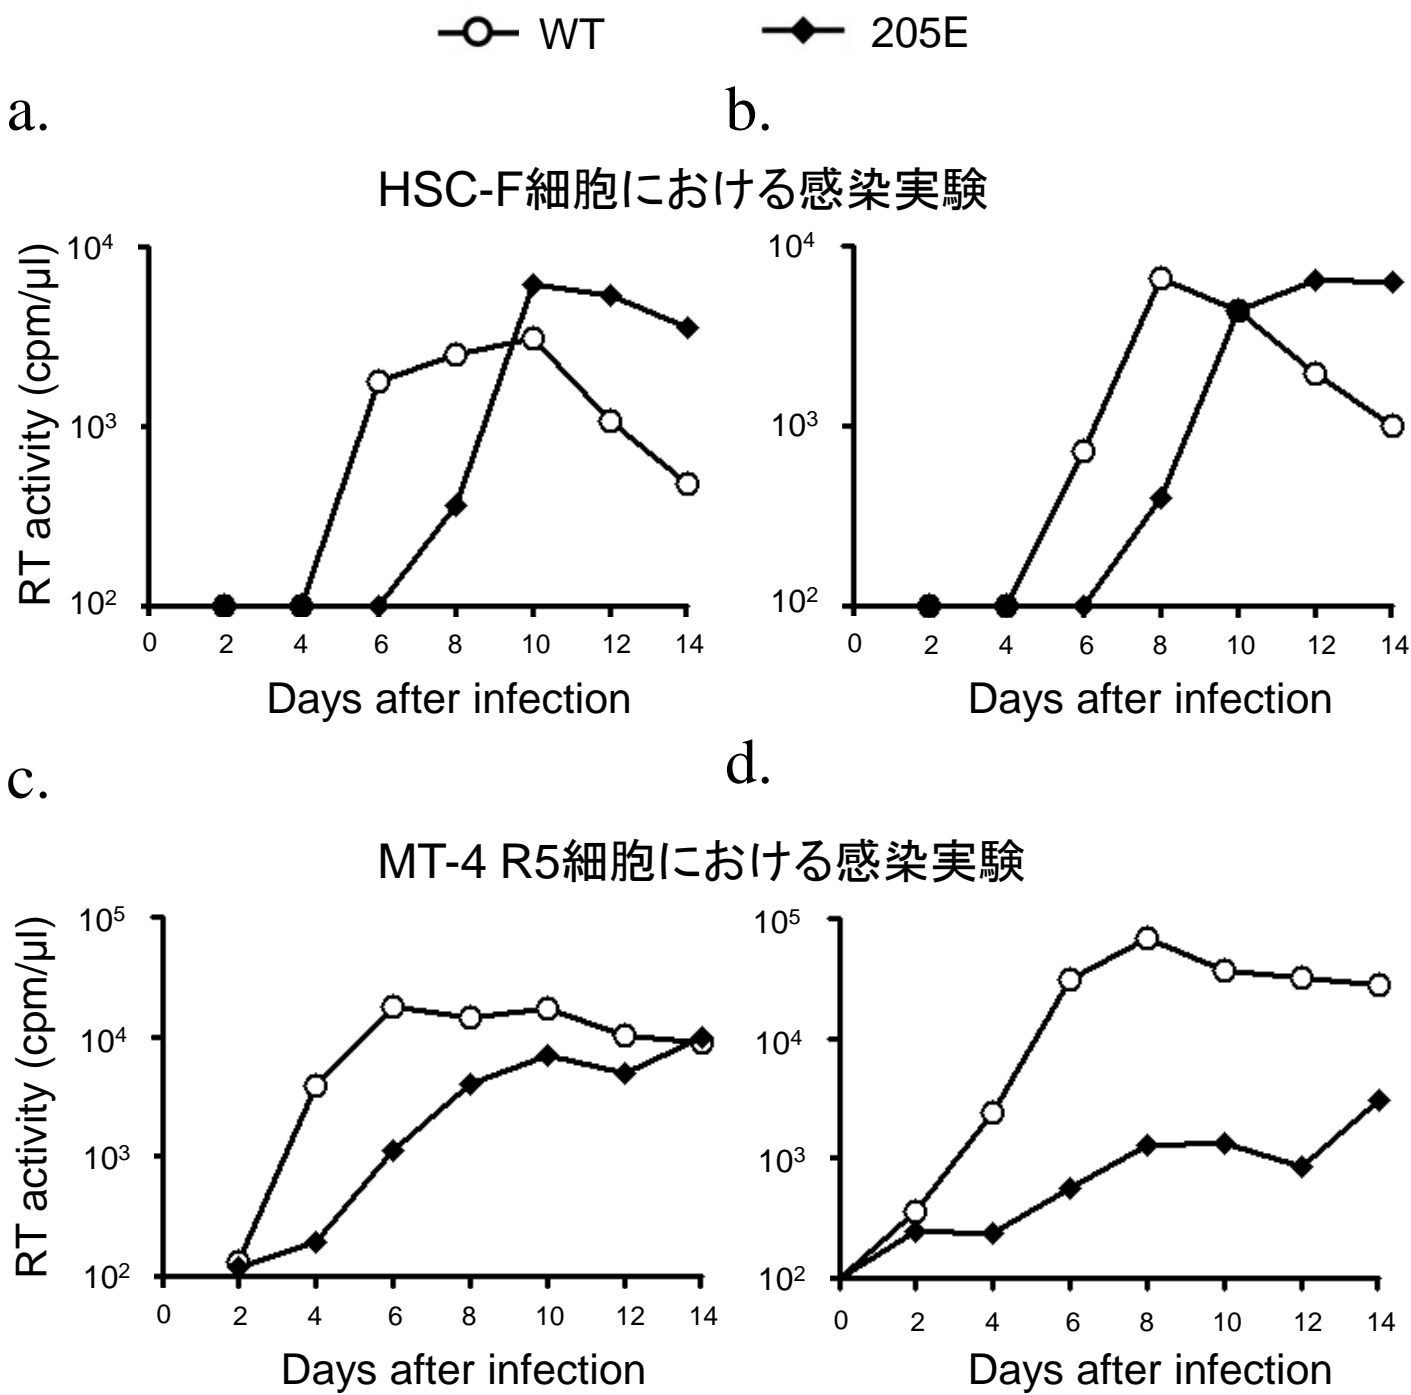 WT 205E
a. b.
HSC-F細胞における感染実験
RT activity (cpm/µl)
10⁴
10³
10²
0 2 4 6 8 10 12 14
Days after infection
10⁴
10³
10²
0 2 4 6 8 10 12 14
Days after infection
c. d.
MT-4 R5細胞における感染実験
RT activity (cpm/µl)
10⁵
10⁴
10³
10²
0 2 4 6 8 10 12 14
Days after infection
10⁵
10⁴
10³
10²
0 2 4 6 8 10 12 14
Days after infection